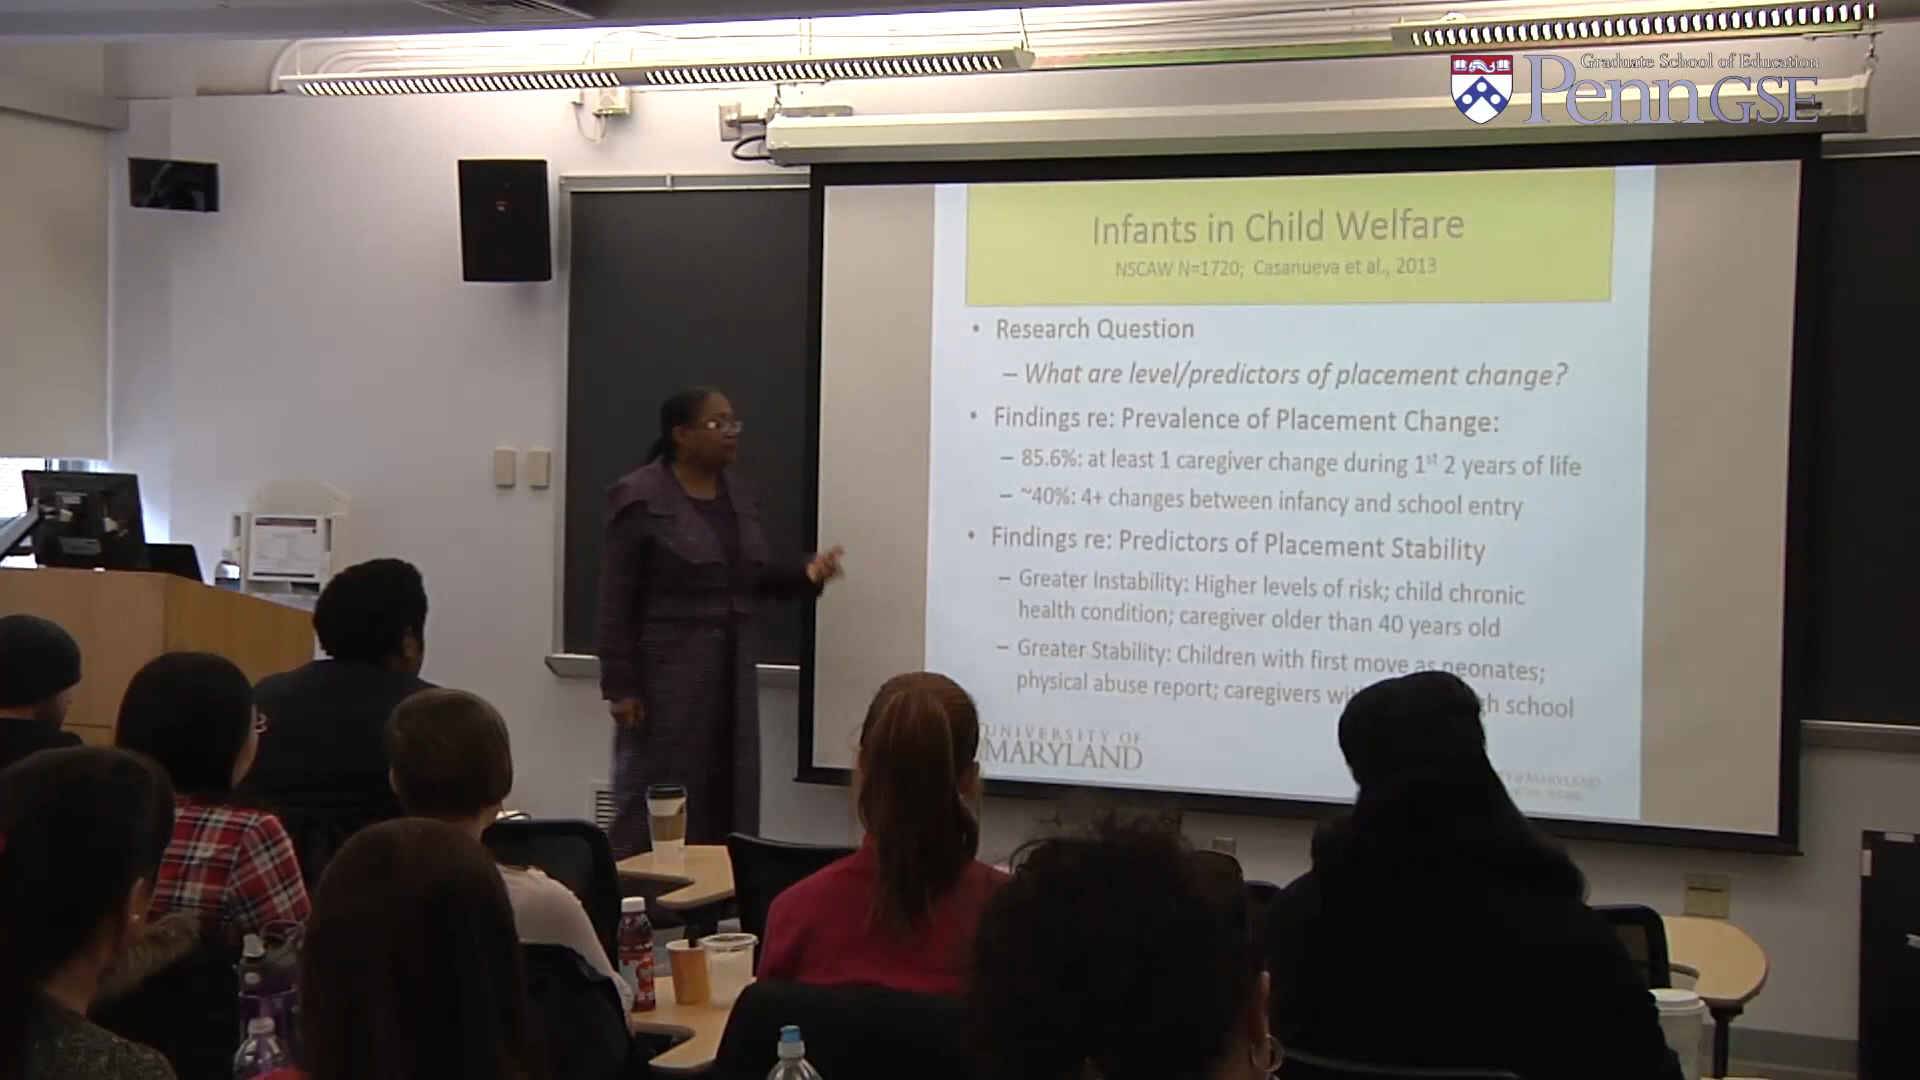 Graduate School of Education
PennGSE
Infants in Child Welfare
NSCAW N=1720; Casanueva et al., 2013
• Research Question
– What are level/predictors of placement change?
• Findings re: Prevalence of Placement Change:
– 85.6%: at least 1 caregiver change during 1st 2 years of life
– ~40%: 4+ changes between infancy and school entry
• Findings re: Predictors of Placement Stability
– Greater Instability: Higher levels of risk; child chronic
health condition; caregiver older than 40 years old
– Greater Stability: Children with first move as neonates;
physical abuse report; caregivers school
UNIVERSITY OF
MARYLAND
MARYLAND